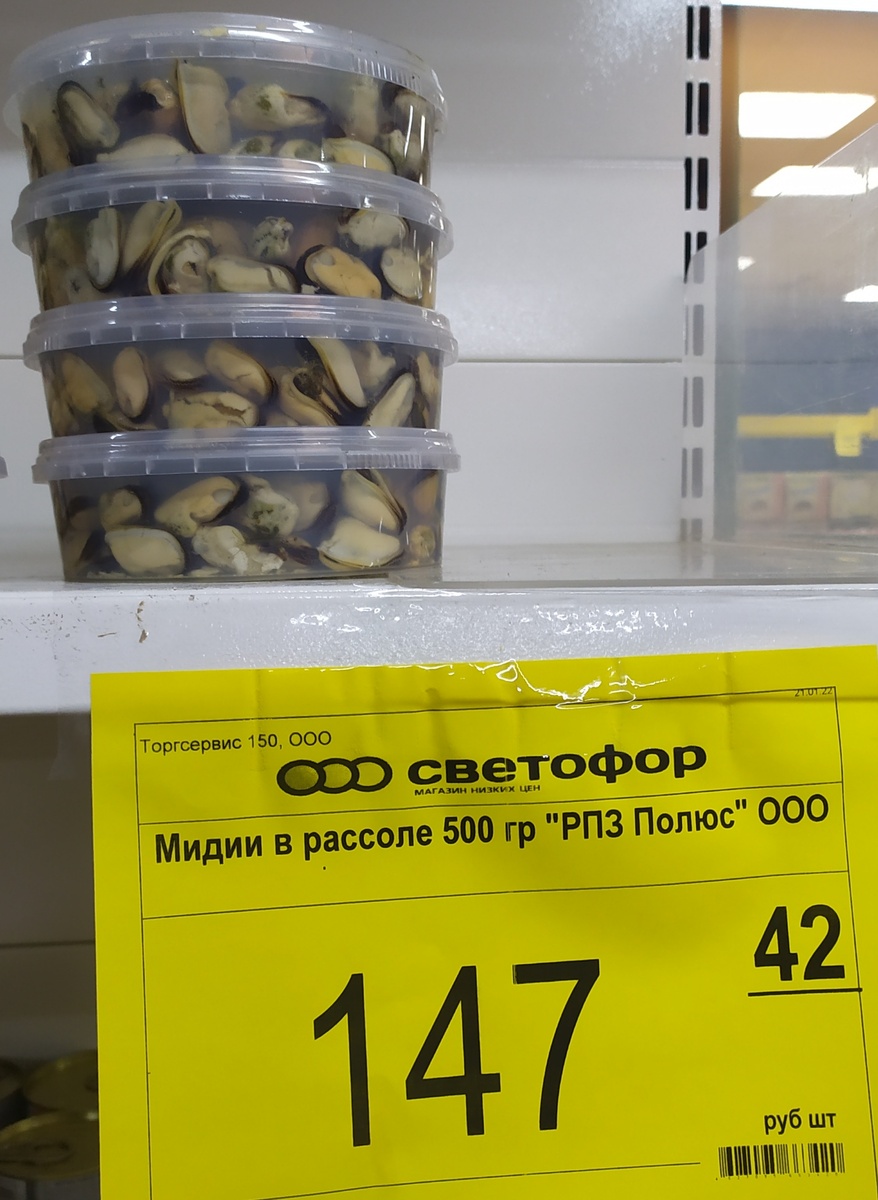 21.01.22
Торгсервис 150, ООО
светофор
МАГАЗИН НИЗКИХ ЦЕН
Мидии в рассоле 500 гр "РПЗ Полюс" ООО
147 42
руб шт